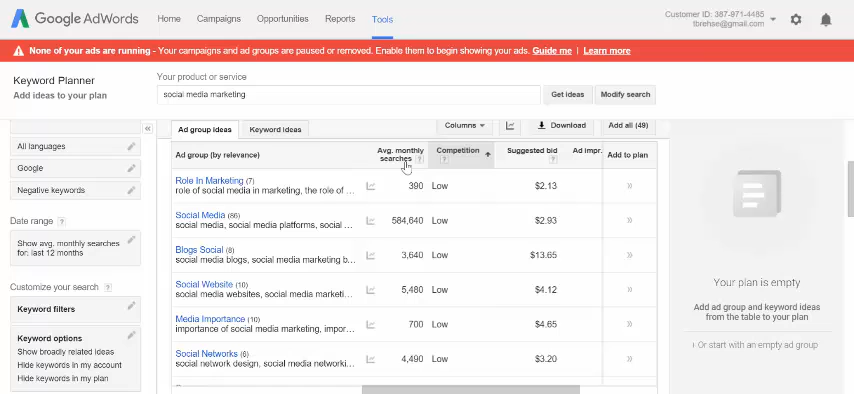 Google AdWords Home Campaigns Opportunities Reports Tools
Customer ID: 387-971-4485
tbrehse@gmail.com
None of your ads are running - Your campaigns and ad groups are paused or removed. Enable them to begin showing your ads. Guide me | Learn more
Keyword Planner
Add ideas to your plan
Your product or service
social media marketing
Get ideas
Modify search
All languages
Google
Negative keywords
Date range ?
Show avg. monthly searches
for: last 12 months
Customize your search ?
Keyword filters
Keyword options
Show broadly related ideas
Hide keywords in my account
Hide keywords in my plan
«
Ad group ideas
Keyword ideas
Columns
Download
Add all (49)
Ad group (by relevance)
Avg. monthly
searches ?
Competition
?
Suggested bid
?
Ad impr.
Add to plan
Role In Marketing (7)
role of social media in marketing, the role of ...
390 Low $2.13 »
Social Media (86)
social media, social media platforms, social ...
584,640 Low $2.93 »
Blogs Social (8)
social media blogs, social media marketing b...
3,640 Low $13.65 »
Social Website (10)
social media websites, social media marketi...
5,480 Low $4.12 »
Media Importance (10)
importance of social media marketing, impor...
700 Low $4.65 »
Social Networks (6)
social network design, social media networki...
4,490 Low $3.20 »
Your plan is empty
Add ad group and keyword ideas
from the table to your plan
+ Or start with an empty ad group